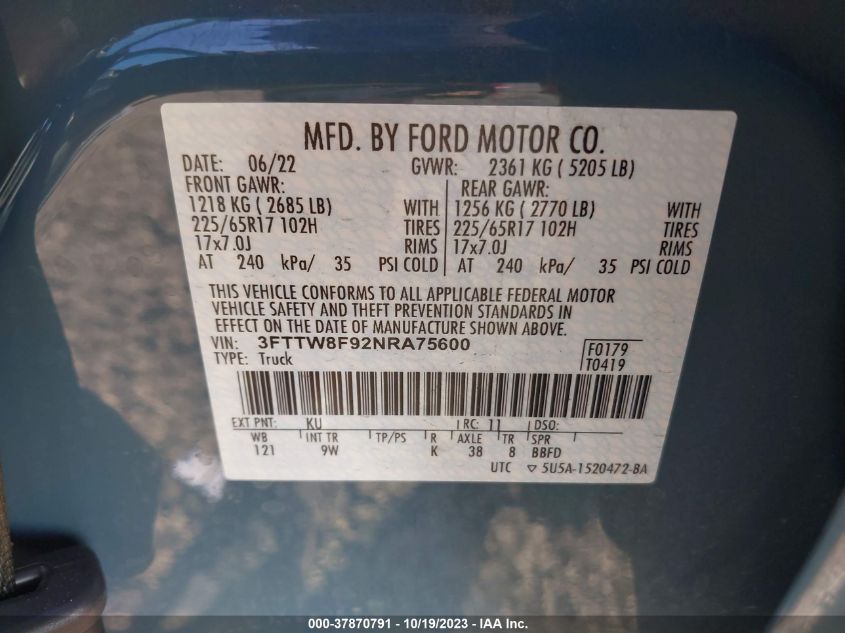 MFD. BY FORD MOTOR CO.
DATE: 06/22 GVWR: 2361 KG ( 5205 LB)
FRONT GAWR: REAR GAWR:
1218 KG ( 2685 LB) WITH 1256 KG ( 2770 LB) WITH
225/65R17 102H TIRES 225/65R17 102H TIRES
17x7.0J RIMS 17x7.0J RIMS
AT 240 kPa/ 35 PSI COLD AT 240 kPa/ 35 PSI COLD
THIS VEHICLE CONFORMS TO ALL APPLICABLE FEDERAL MOTOR
VEHICLE SAFETY AND THEFT PREVENTION STANDARDS IN
EFFECT ON THE DATE OF MANUFACTURE SHOWN ABOVE.
VIN: 3FTTW8F92NRA75600 F0179
TYPE: Truck T0419
EXT PNT: KU RC: 11 DSO:
WB INT TR TP/PS R AXLE TR SPR
121 9W K 38 8 BBFD
UTC ▽ 5U5A-1520472-BA
000-37870791 - 10/19/2023 - IAA Inc.